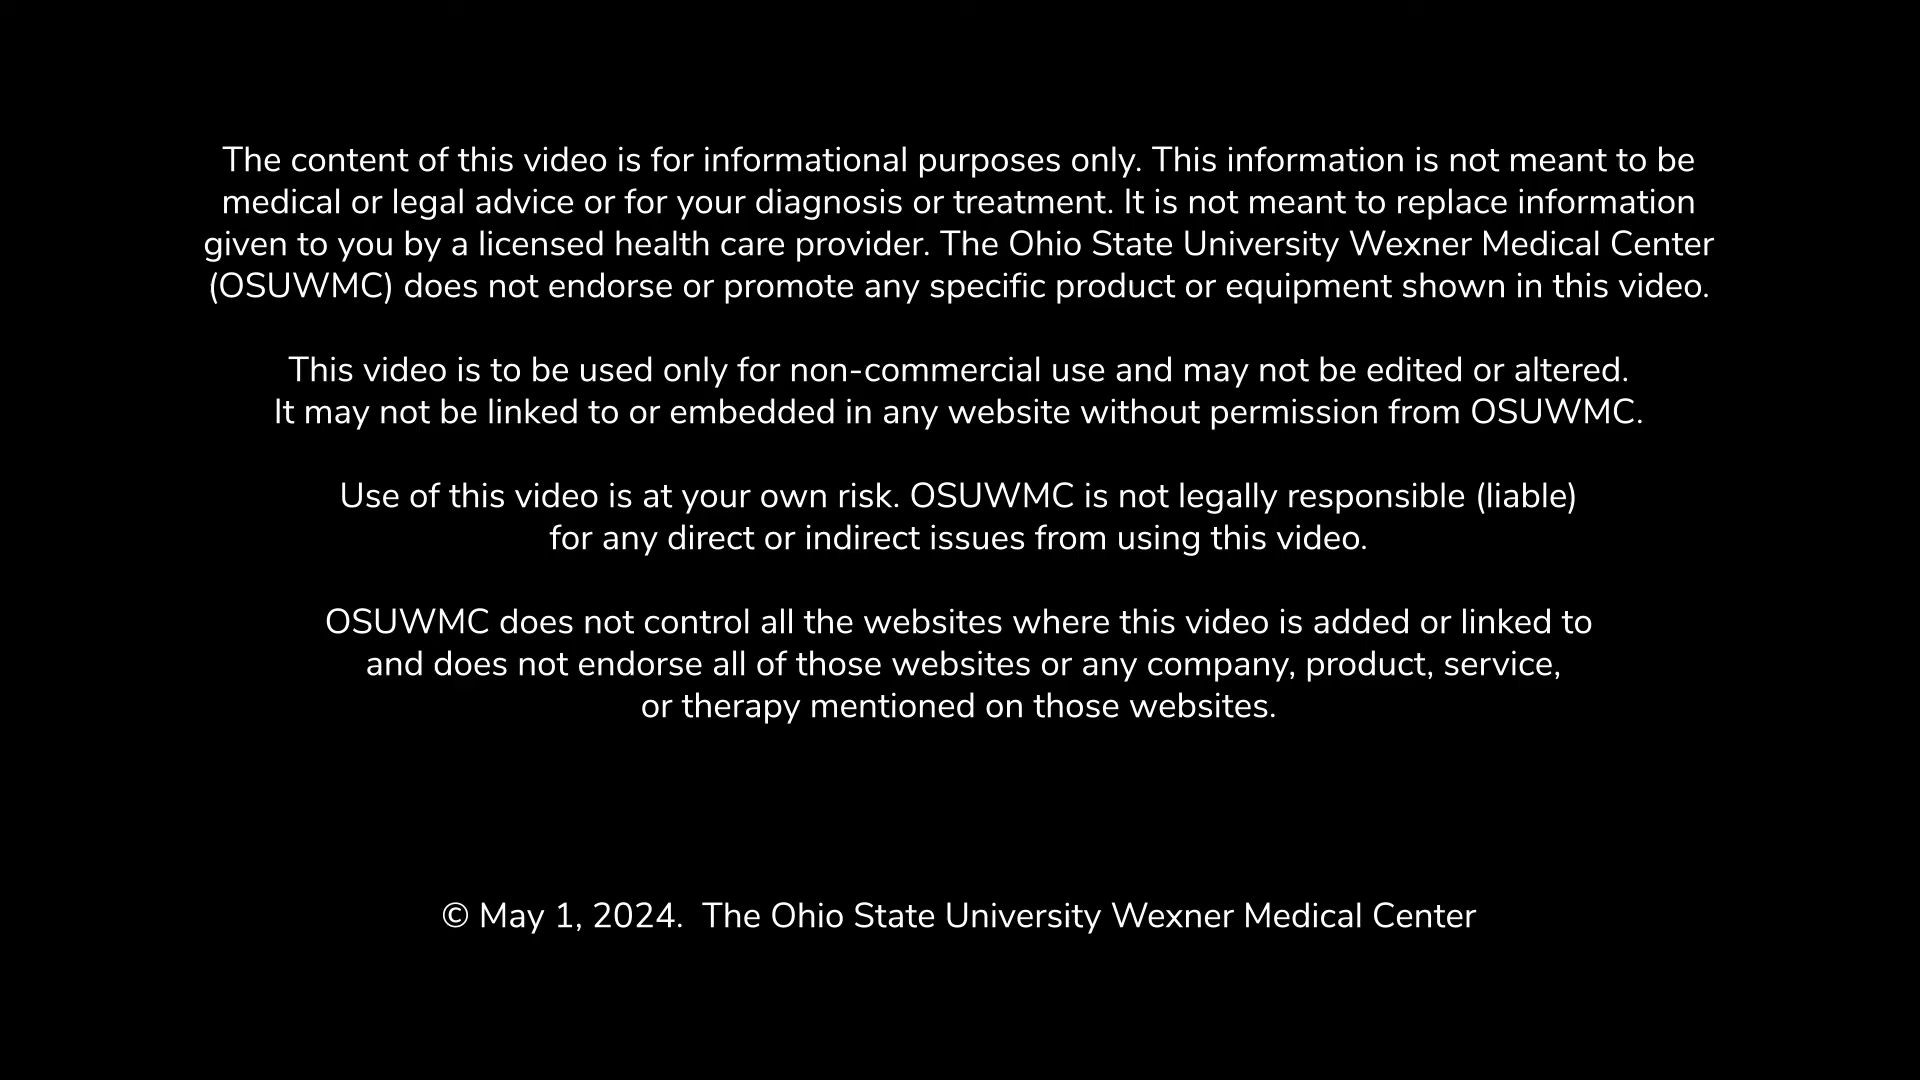 The content of this video is for informational purposes only. This information is not meant to be
medical or legal advice or for your diagnosis or treatment. It is not meant to replace information
given to you by a licensed health care provider. The Ohio State University Wexner Medical Center
(OSUWMC) does not endorse or promote any specific product or equipment shown in this video.
This video is to be used only for non-commercial use and may not be edited or altered.
It may not be linked to or embedded in any website without permission from OSUWMC.
Use of this video is at your own risk. OSUWMC is not legally responsible (liable)
for any direct or indirect issues from using this video.
OSUWMC does not control all the websites where this video is added or linked to
and does not endorse all of those websites or any company, product, service,
or therapy mentioned on those websites.
© May 1, 2024.  The Ohio State University Wexner Medical Center